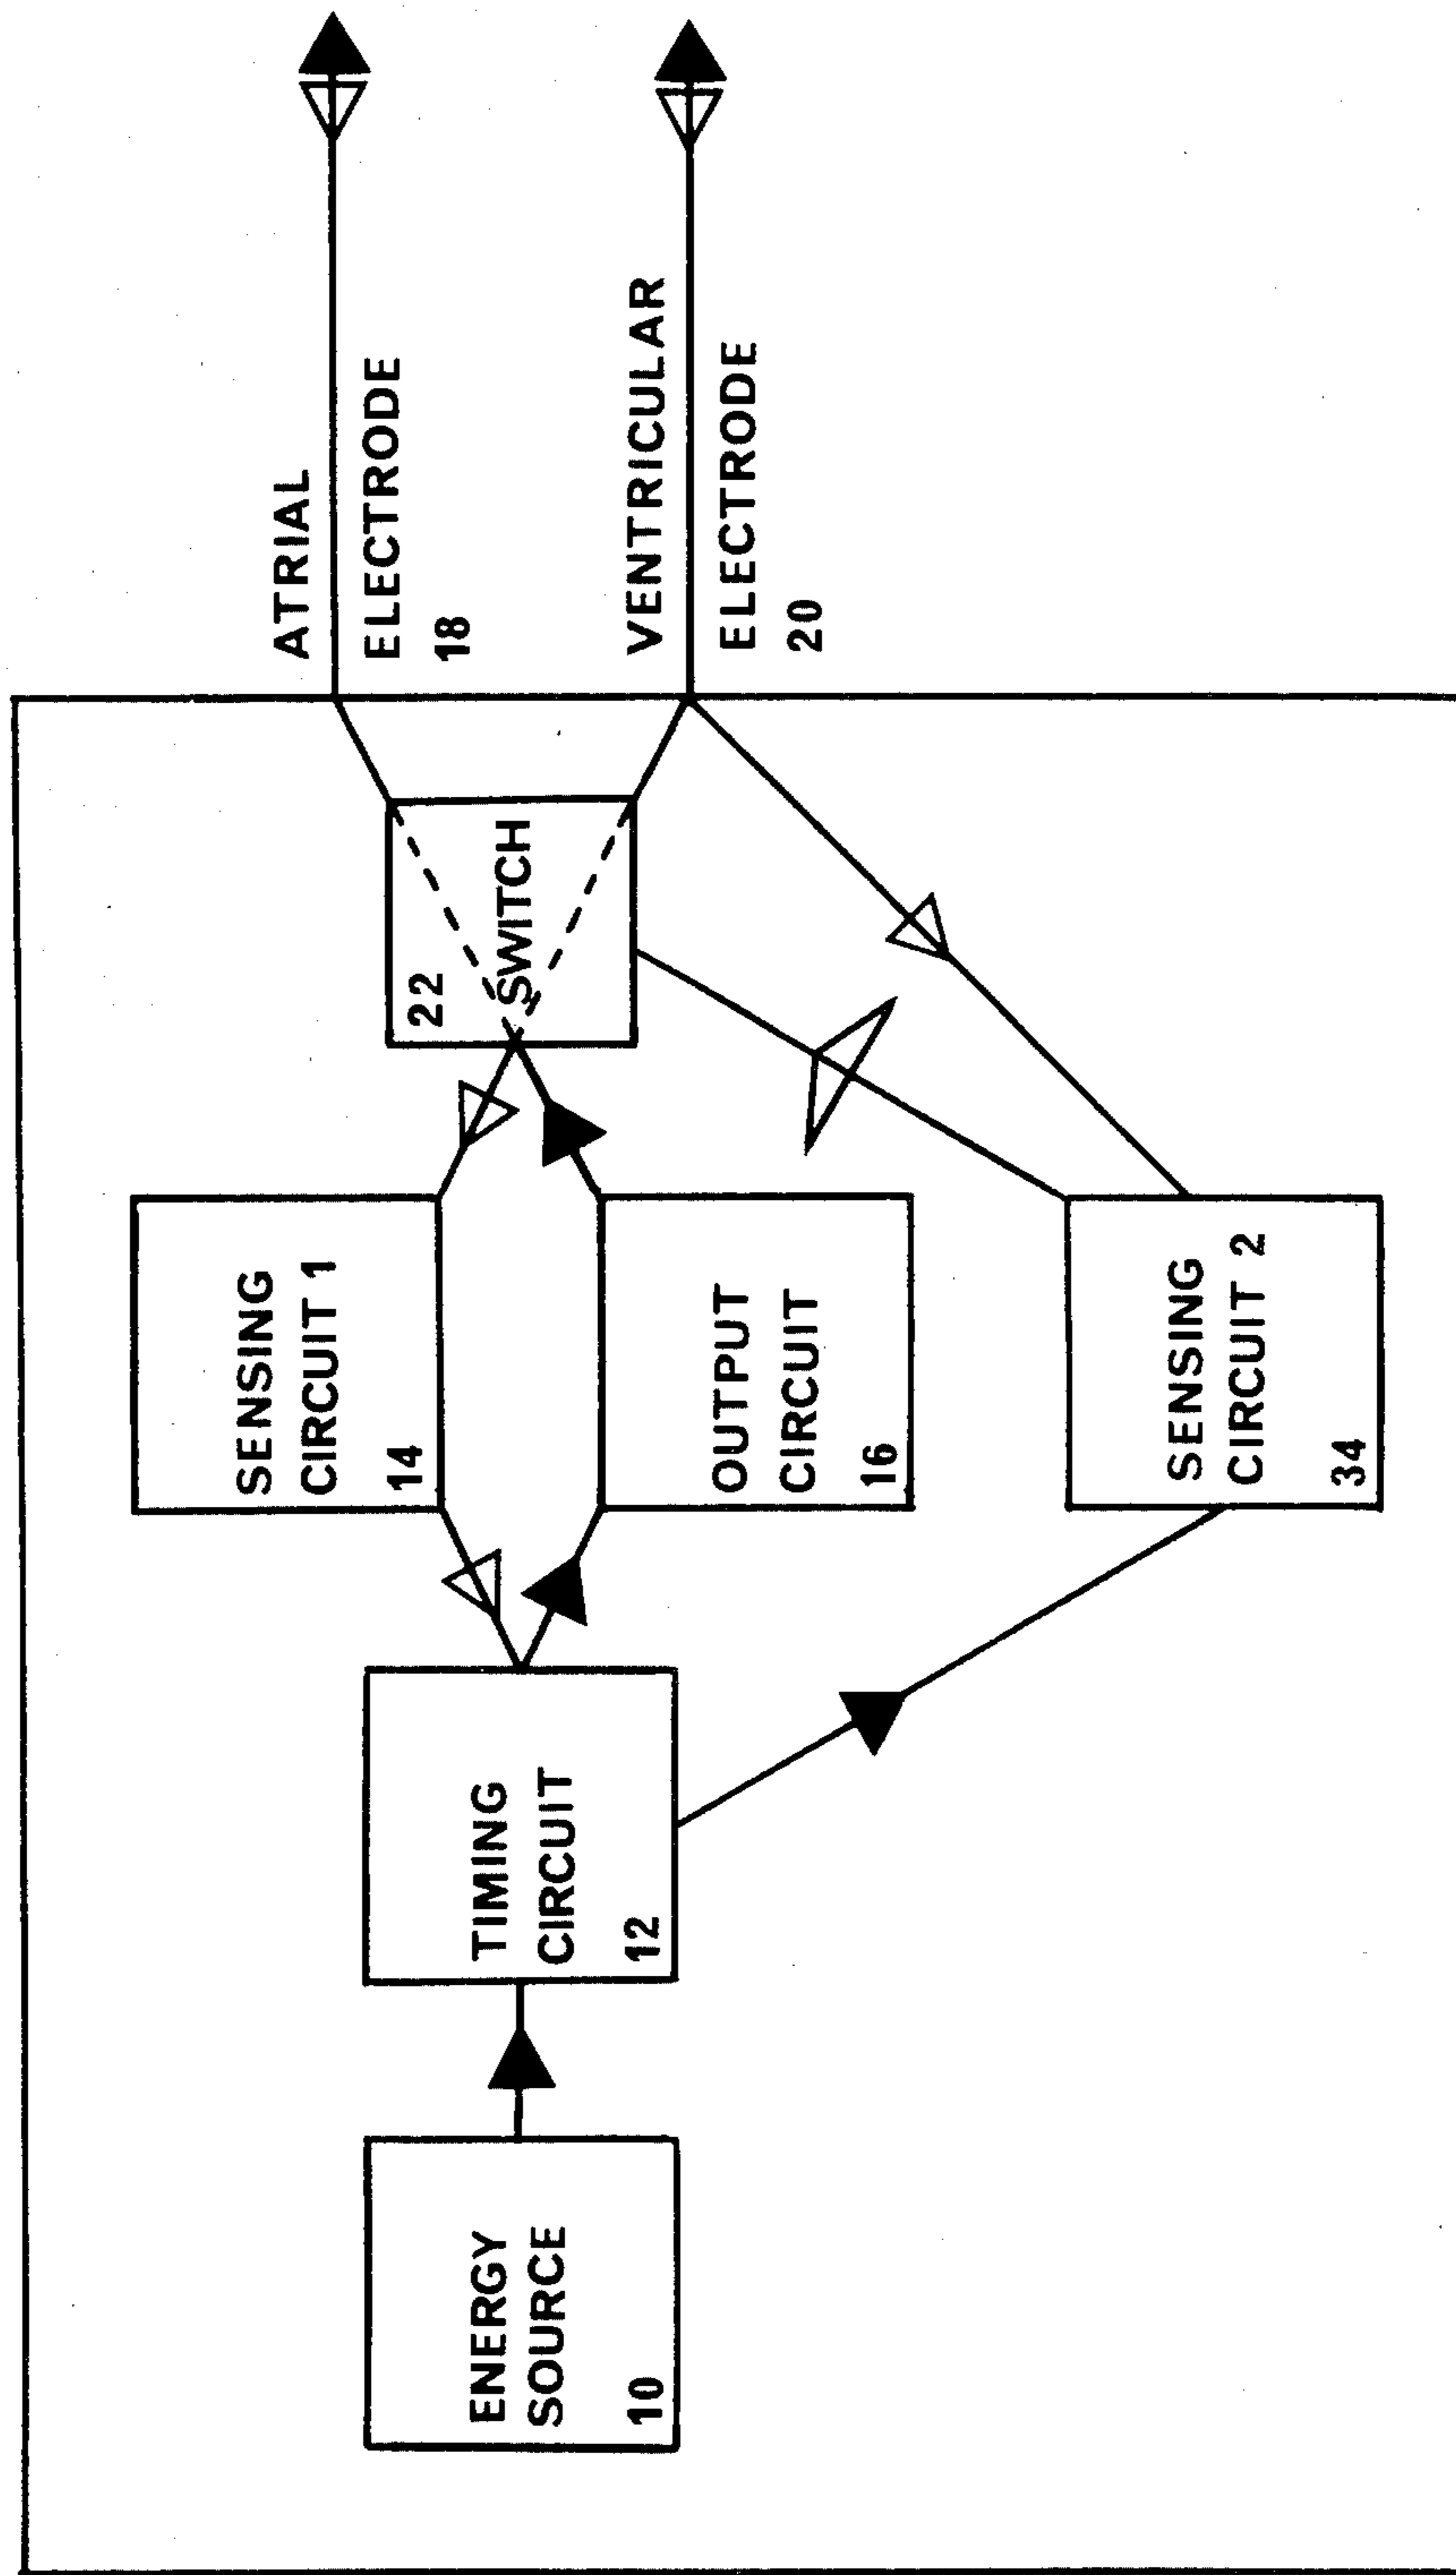 ENERGY
SOURCE
10
TIMING
CIRCUIT
12
SENSING
CIRCUIT 1
14
OUTPUT
CIRCUIT
16
SENSING
CIRCUIT 2
34
22
SWITCH
ATRIAL
ELECTRODE
18
VENTRICULAR
ELECTRODE
20